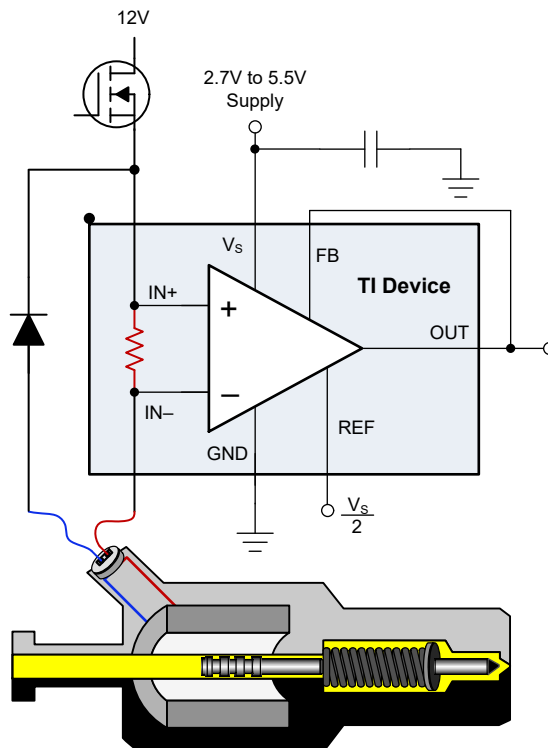 12V
2.7V to 5.5V
Supply
Vs
FB
TI Device
IN+
+
OUT
IN–
–
REF
GND
Vs
2